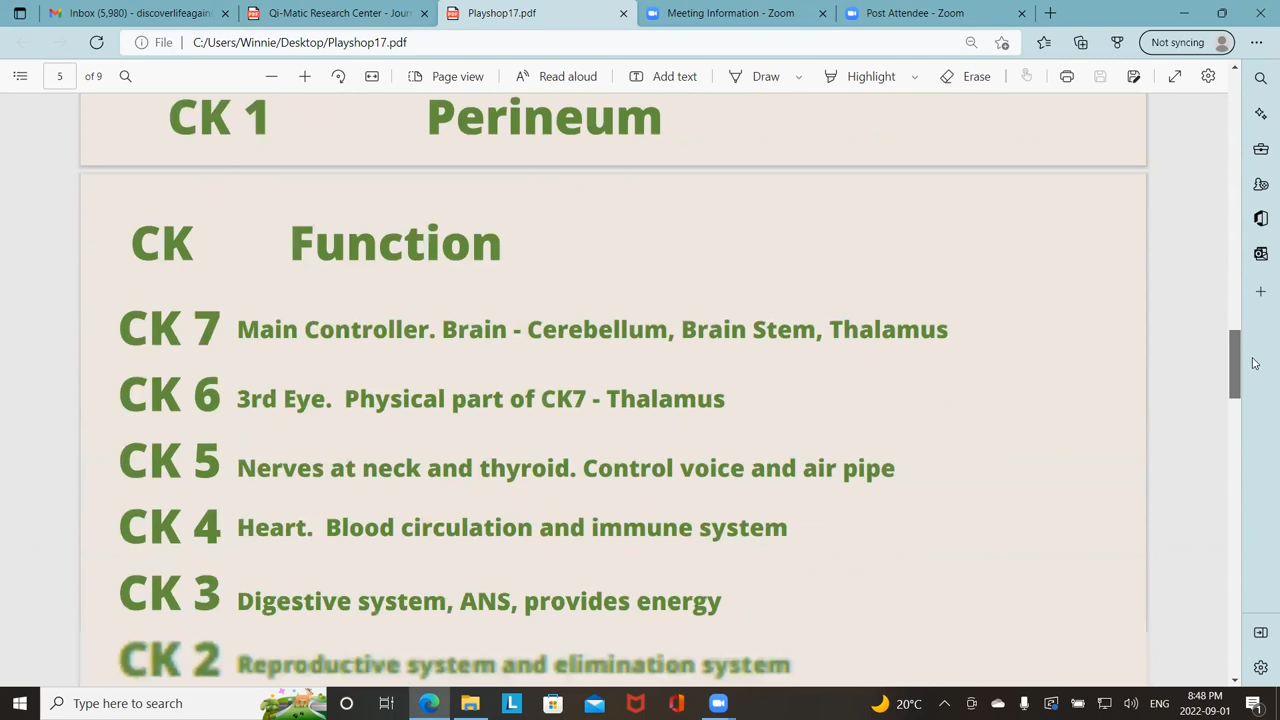 Inbox (5,980) - discoverlifeagain(
Qi-Matic Research Center - Jour
Playshop17.pdf
Meeting Information - Zoom
Post Attendee - Zoom
File
C:/Users/Winnie/Desktop/Playshop17.pdf
Not syncing
5 of 9
Page view
Read aloud
Add text
Draw
Highlight
Erase
CK 1 Perineum
CK Function
CK 7 Main Controller. Brain - Cerebellum, Brain Stem, Thalamus
CK 6 3rd Eye. Physical part of CK7 - Thalamus
CK 5 Nerves at neck and thyroid. Control voice and air pipe
CK 4 Heart. Blood circulation and immune system
CK 3 Digestive system, ANS, provides energy
CK 2 Reproductive system and elimination system
Type here to search
20°C
ENG
8:48 PM
2022-09-01